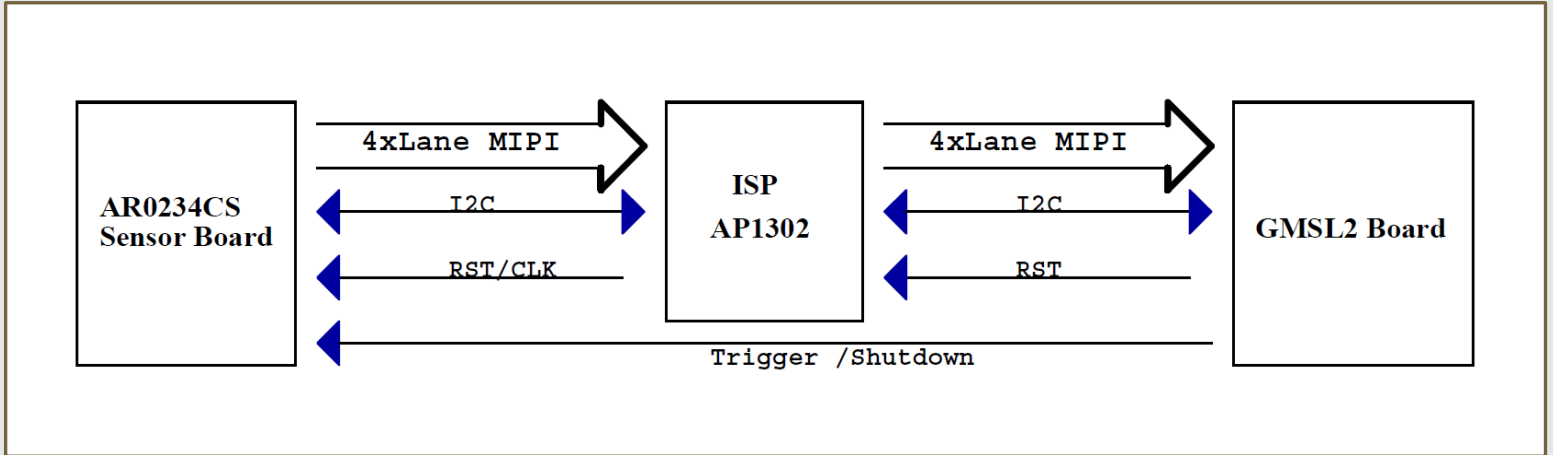 4xLane MIPI
4xLane MIPI
AR0234CS
Sensor Board
I2C
ISP
AP1302
I2C
GMSL2 Board
RST/CLK
RST
Trigger /Shutdown